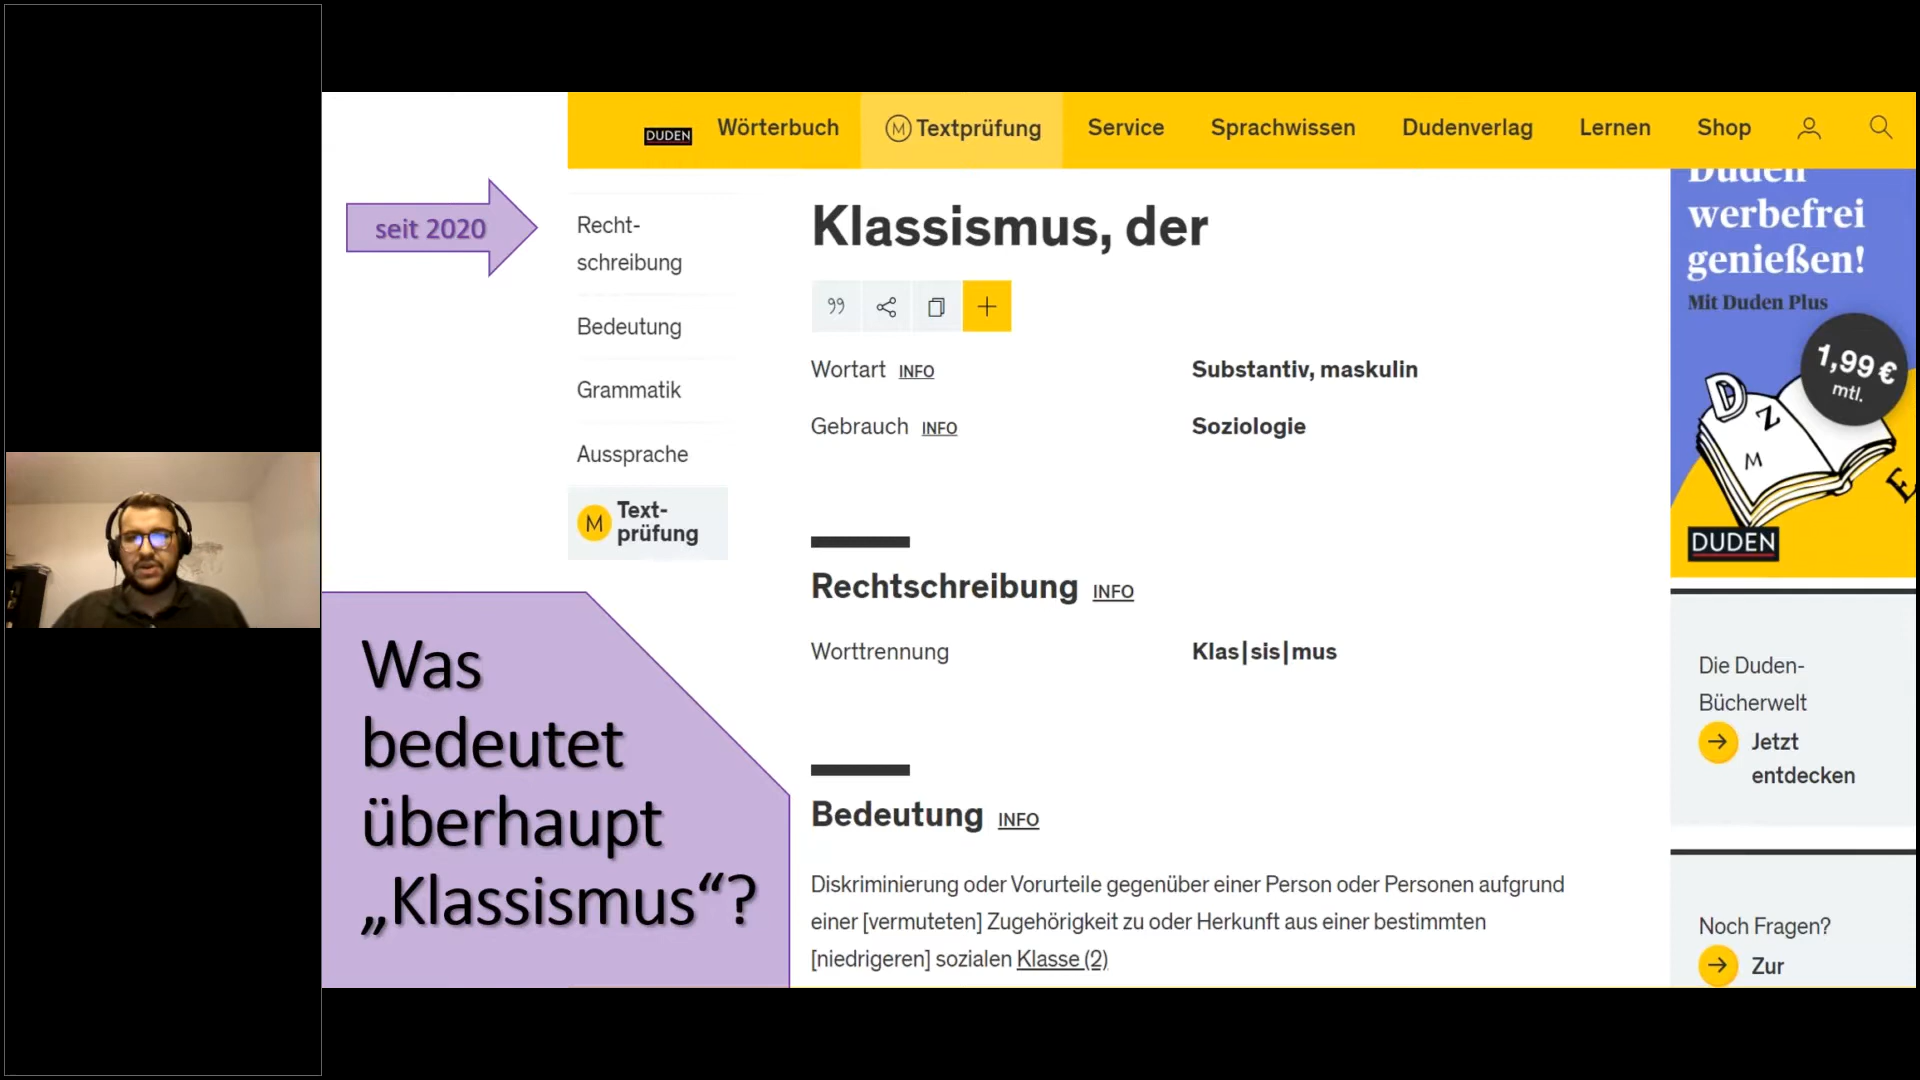 DUDEN
Wörterbuch
M Textprüfung
Service
Sprachwissen
Dudenverlag
Lernen
Shop
seit 2020
Recht-
schreibung
Bedeutung
Grammatik
Aussprache
M
Text-
prüfung
Was
bedeutet
überhaupt
„Klassismus“?
Klassismus, der
Wortart INFO
Substantiv, maskulin
Gebrauch INFO
Soziologie
Rechtschreibung INFO
Worttrennung
Klas|sis|mus
Bedeutung INFO
Diskriminierung oder Vorurteile gegenüber einer Person oder Personen aufgrund
einer [vermuteten] Zugehörigkeit zu oder Herkunft aus einer bestimmten
[niedrigeren] sozialen Klasse (2)
Duden
werbefrei
genießen!
Mit Duden Plus
1,99 €
mtl.
D
Z
M
E
DUDEN
Die Duden-
Bücherwelt
Jetzt
entdecken
Noch Fragen?
Zur